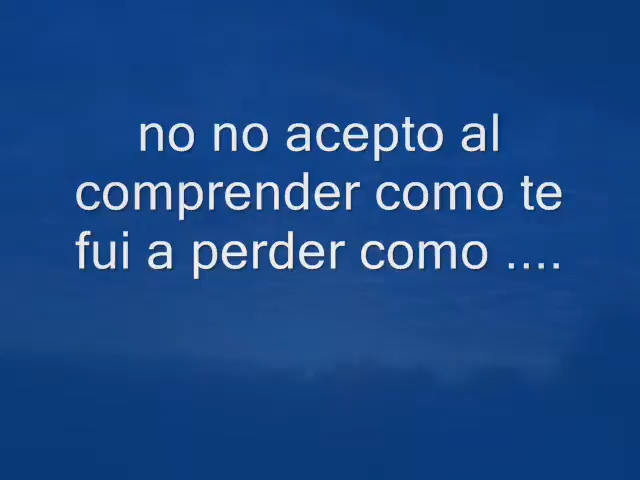 no no acepto al
comprender como te
fui a perder como ....